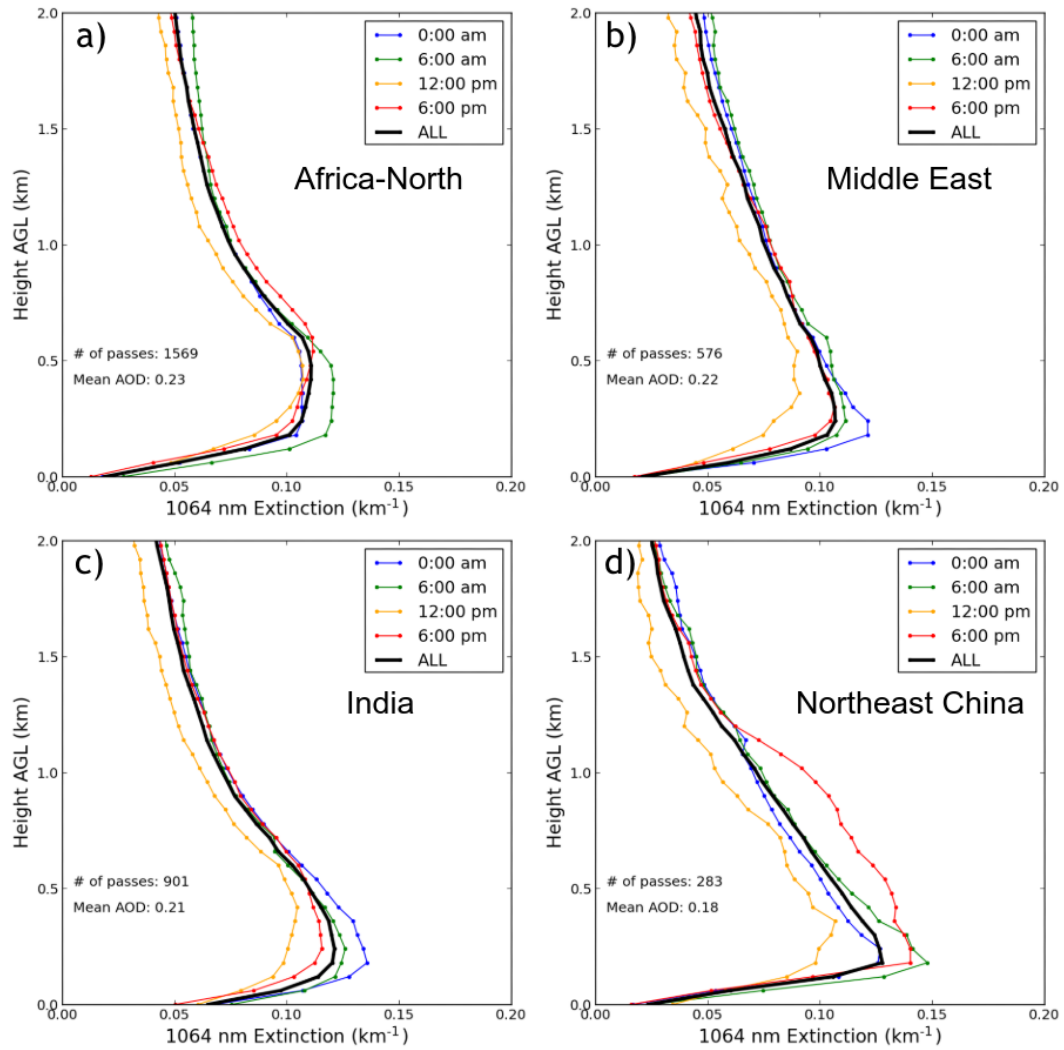 a)
0:00 am
6:00 am
12:00 pm
6:00 pm
ALL
Africa-North
# of passes: 1569
Mean AOD: 0.23
Height AGL (km)
2.0
1.5
1.0
0.5
0.0
0.00 0.05 0.10 0.15 0.20
1064 nm Extinction (km⁻¹)
b)
0:00 am
6:00 am
12:00 pm
6:00 pm
ALL
Middle East
# of passes: 576
Mean AOD: 0.22
Height AGL (km)
2.0
1.5
1.0
0.5
0.0
0.00 0.05 0.10 0.15 0.20
1064 nm Extinction (km⁻¹)
c)
0:00 am
6:00 am
12:00 pm
6:00 pm
ALL
India
# of passes: 901
Mean AOD: 0.21
Height AGL (km)
2.0
1.5
1.0
0.5
0.0
0.00 0.05 0.10 0.15 0.20
1064 nm Extinction (km⁻¹)
d)
0:00 am
6:00 am
12:00 pm
6:00 pm
ALL
Northeast China
# of passes: 283
Mean AOD: 0.18
Height AGL (km)
2.0
1.5
1.0
0.5
0.0
0.00 0.05 0.10 0.15 0.20
1064 nm Extinction (km⁻¹)